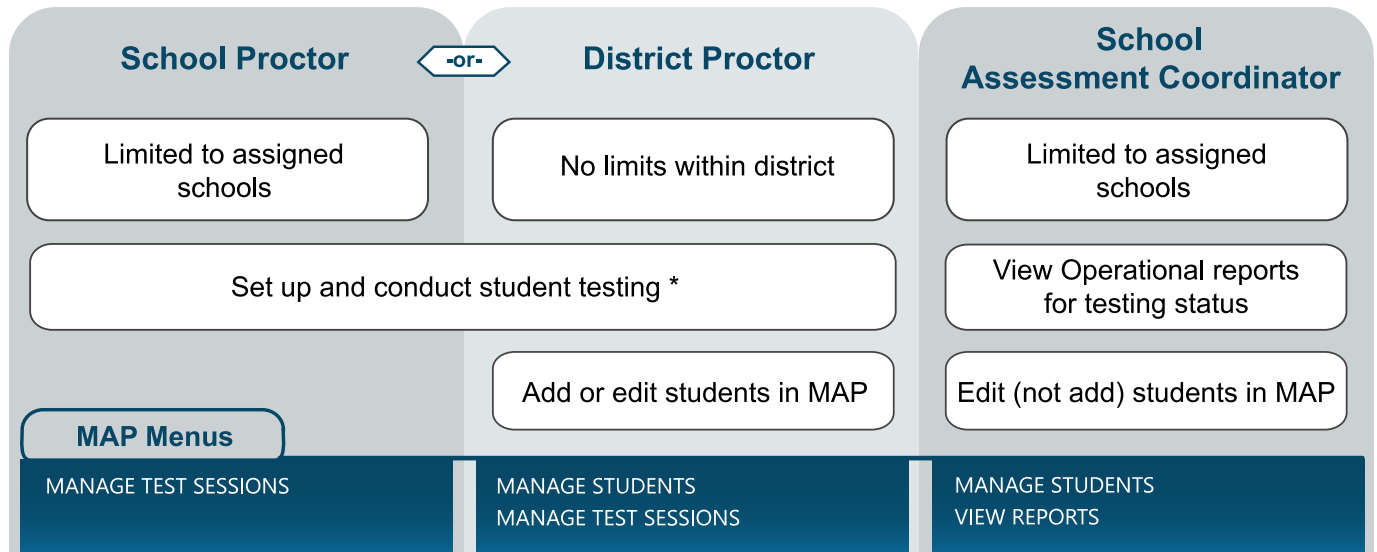 School Proctor
-or-
District Proctor
School
Assessment Coordinator
Limited to assigned
schools
No limits within district
Limited to assigned
schools
Set up and conduct student testing *
View Operational reports
for testing status
Add or edit students in MAP
Edit (not add) students in MAP
MAP Menus
MANAGE TEST SESSIONS
MANAGE STUDENTS
MANAGE TEST SESSIONS
MANAGE STUDENTS
VIEW REPORTS